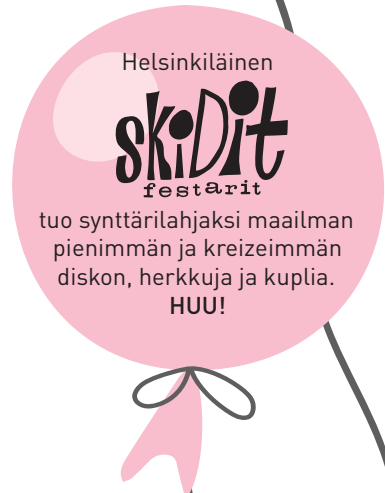 Helsinkiläinen
skiDit
festarit
tuo synttärilahjaksi maailman
pienimmän ja kreizeimmän
diskon, herkkuja ja kuplia.
HUU!